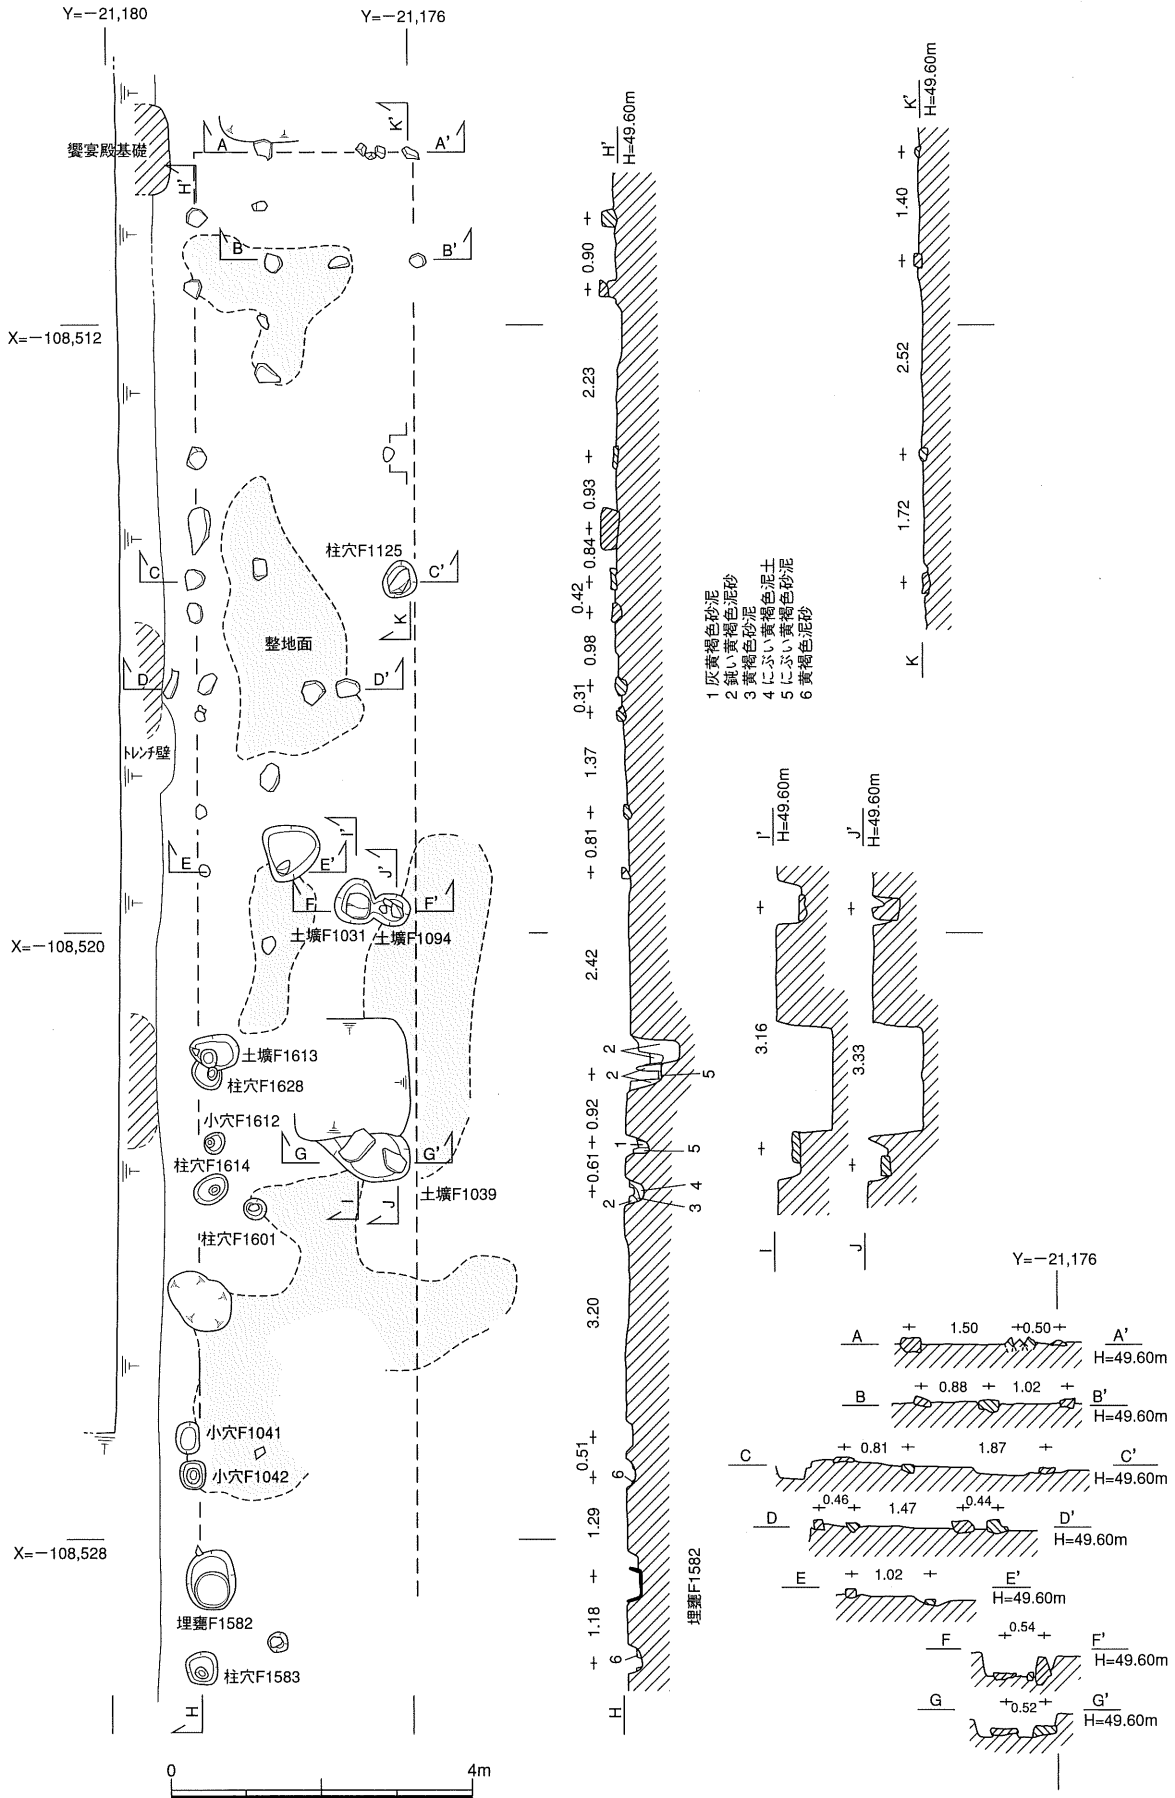 Y=−21,180
Y=−21,176
饗宴殿基礎
A
A'
K'
H'
B
B'
X=−108,512
柱穴F1125
C
C'
K
整地面
D
D'
トレンチ壁
E
E'
I'
J'
F
F'
土壙F1031
土壙F1094
X=−108,520
土壙F1613
柱穴F1628
小穴F1612
柱穴F1614
G
G'
土壙F1039
I
J
柱穴F1601
小穴F1041
小穴F1042
X=−108,528
埋甕F1582
柱穴F1583
H
0
4m
H'
H=49.60m
0.90
2.23
0.93
0.84
0.42
0.98
0.31
1.37
0.81
2.42
2
2
5
0.92
1
5
0.61
4
3
2
3.20
0.51
6
1.29
埋甕F1582
1.18
6
H
K'
H=49.60m
1.40
2.52
1.72
K
1 灰黄褐色砂泥
2 鈍い黄褐色泥砂
3 黄褐色砂泥
4 にぶい黄褐色泥土
5 にぶい黄褐色砂泥
6 黄褐色泥砂
I'
H=49.60m
3.16
I
J'
H=49.60m
3.33
J
Y=−21,176
A
1.50
0.50
A'
H=49.60m
B
0.88
1.02
B'
H=49.60m
C
0.81
1.87
C'
H=49.60m
D
0.46
1.47
0.44
D'
H=49.60m
E
1.02
E'
H=49.60m
F
0.54
F'
H=49.60m
G
0.52
G'
H=49.60m